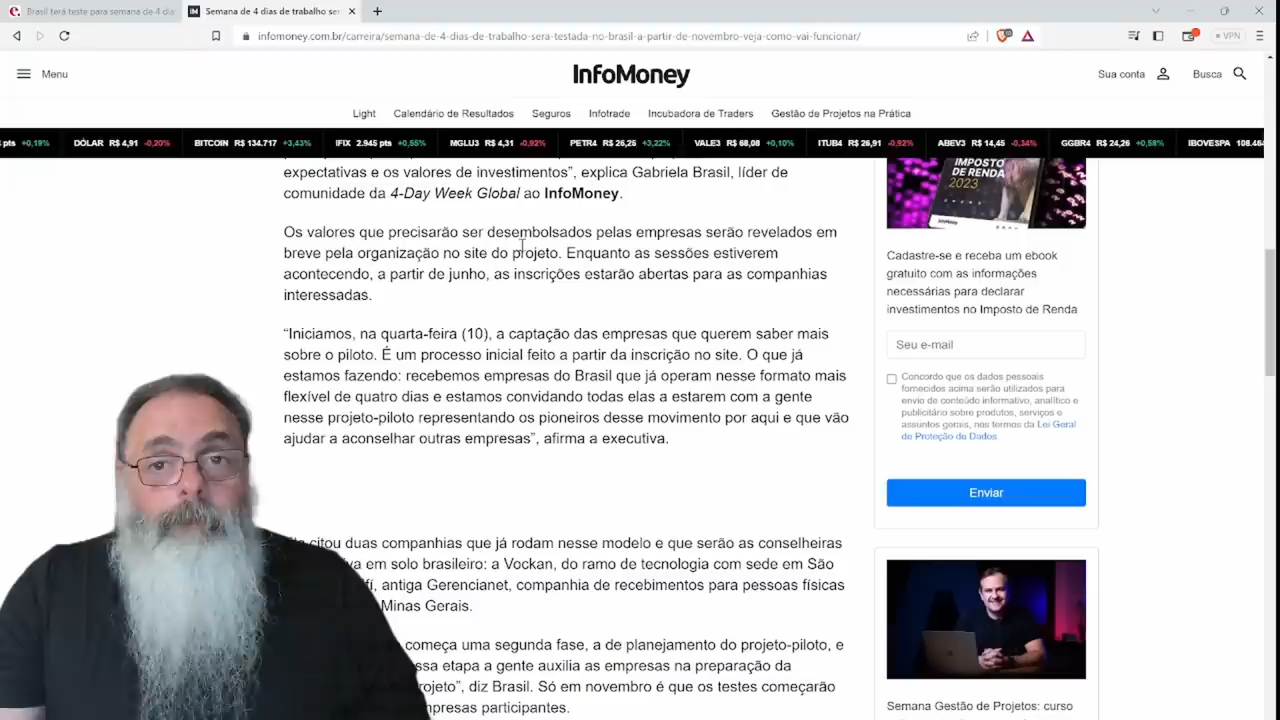 Brasil terá teste para semana de 4 dia
Semana de 4 dias de trabalho ser
infomoney.com.br/carreira/semana-de-4-dias-de-trabalho-sera-testada-no-brasil-a-partir-de-novembro-veja-como-vai-funcionar/
VPN
Menu
InfoMoney
Sua conta
Busca
Light Calendário de Resultados Seguros Infotrade Incubadora de Traders Gestão de Projetos na Prática
pts +0,19% DÓLAR R$ 4,91 -0,20% BITCOIN R$ 134.717 +3,43% IFIX 2.945 pts +0,55% MGLU3 R$ 4,31 -0,92% PETR4 R$ 26,25 +3,22% VALE3 R$ 68,08 +0,10% ITUB4 R$ 26,91 -0,92% ABEV3 R$ 14,45 -0,34% GGBR4 R$ 24,26 +0,58% IBOVESPA 108.464
expectativas e os valores de investimentos”, explica Gabriela Brasil, líder de
comunidade da 4-Day Week Global ao InfoMoney.
Os valores que precisarão ser desembolsados pelas empresas serão revelados em
breve pela organização no site do projeto. Enquanto as sessões estiverem
acontecendo, a partir de junho, as inscrições estarão abertas para as companhias
interessadas.
“Iniciamos, na quarta-feira (10), a captação das empresas que querem saber mais
sobre o piloto. É um processo inicial feito a partir da inscrição no site. O que já
estamos fazendo: recebemos empresas do Brasil que já operam nesse formato mais
flexível de quatro dias e estamos convidando todas elas a estarem com a gente
nesse projeto-piloto representando os pioneiros desse movimento por aqui e que vão
ajudar a aconselhar outras empresas”, afirma a executiva.
citou duas companhias que já rodam nesse modelo e que serão as conselheiras
em solo brasileiro: a Vockan, do ramo de tecnologia com sede em São
antiga Gerencianet, companhia de recebimentos para pessoas físicas
Minas Gerais.
começa uma segunda fase, a de planejamento do projeto-piloto, e
etapa a gente auxilia as empresas na preparação da
”, diz Brasil. Só em novembro é que os testes começarão
participantes.
IMPOSTO
DE RENDA
2023
Cadastre-se e receba um ebook
gratuito com as informações
necessárias para declarar
investimentos no Imposto de Renda
Seu e-mail
Concordo que os dados pessoais
fornecidos acima serão utilizados para
envio de conteúdo informativo, analítico e
publicitário sobre produtos, serviços e
assuntos gerais, nos termos da Lei Geral
de Proteção de Dados.
Enviar
Semana Gestão de Projetos: curso